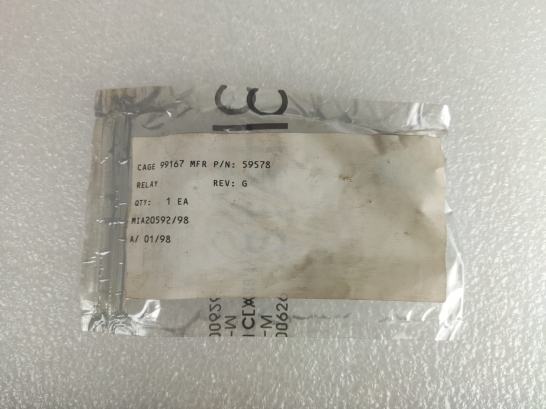 CAGE 99167 MFR P/N: 59578
RELAY REV: G
QTY: 1 EA
MIA20592/98
A/ 01/98